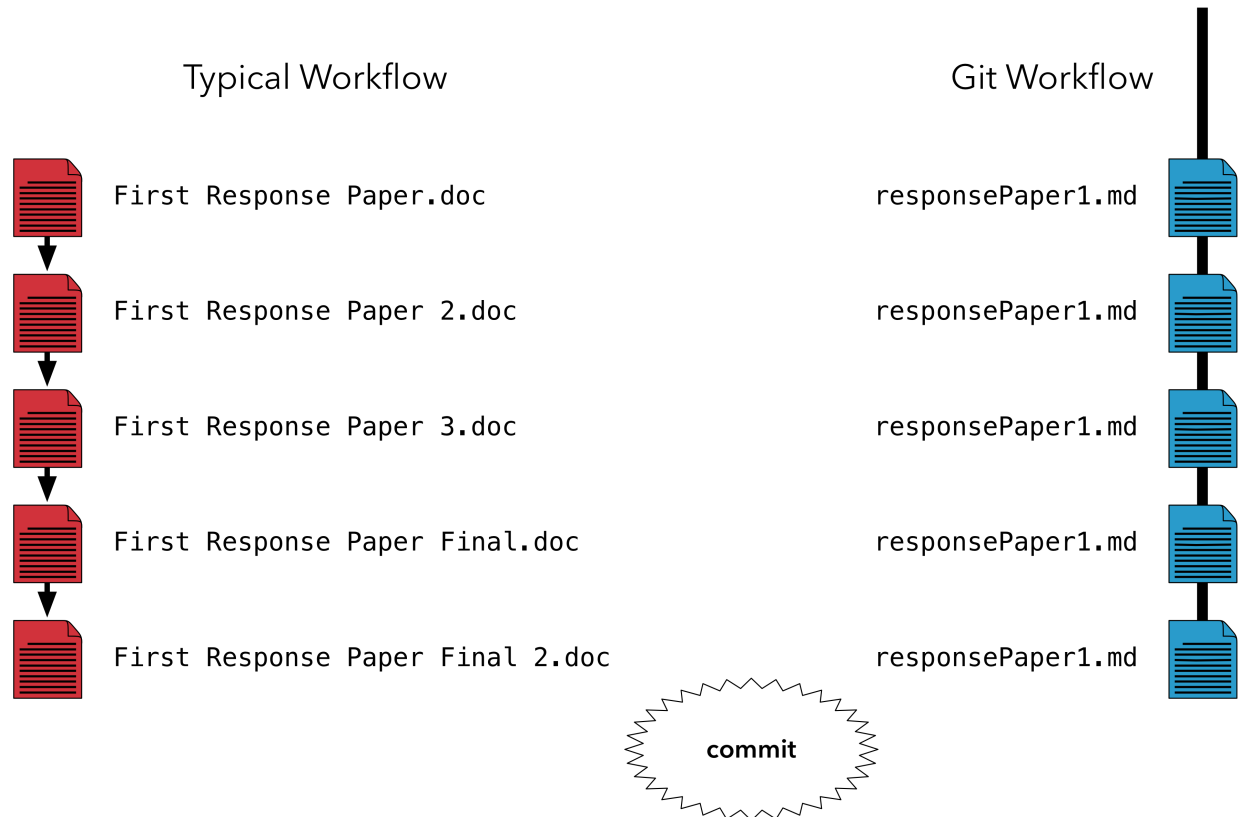 Typical Workflow
Git Workflow
First Response Paper.doc
responsePaper1.md
First Response Paper 2.doc
responsePaper1.md
First Response Paper 3.doc
responsePaper1.md
First Response Paper Final.doc
responsePaper1.md
First Response Paper Final 2.doc
responsePaper1.md
commit